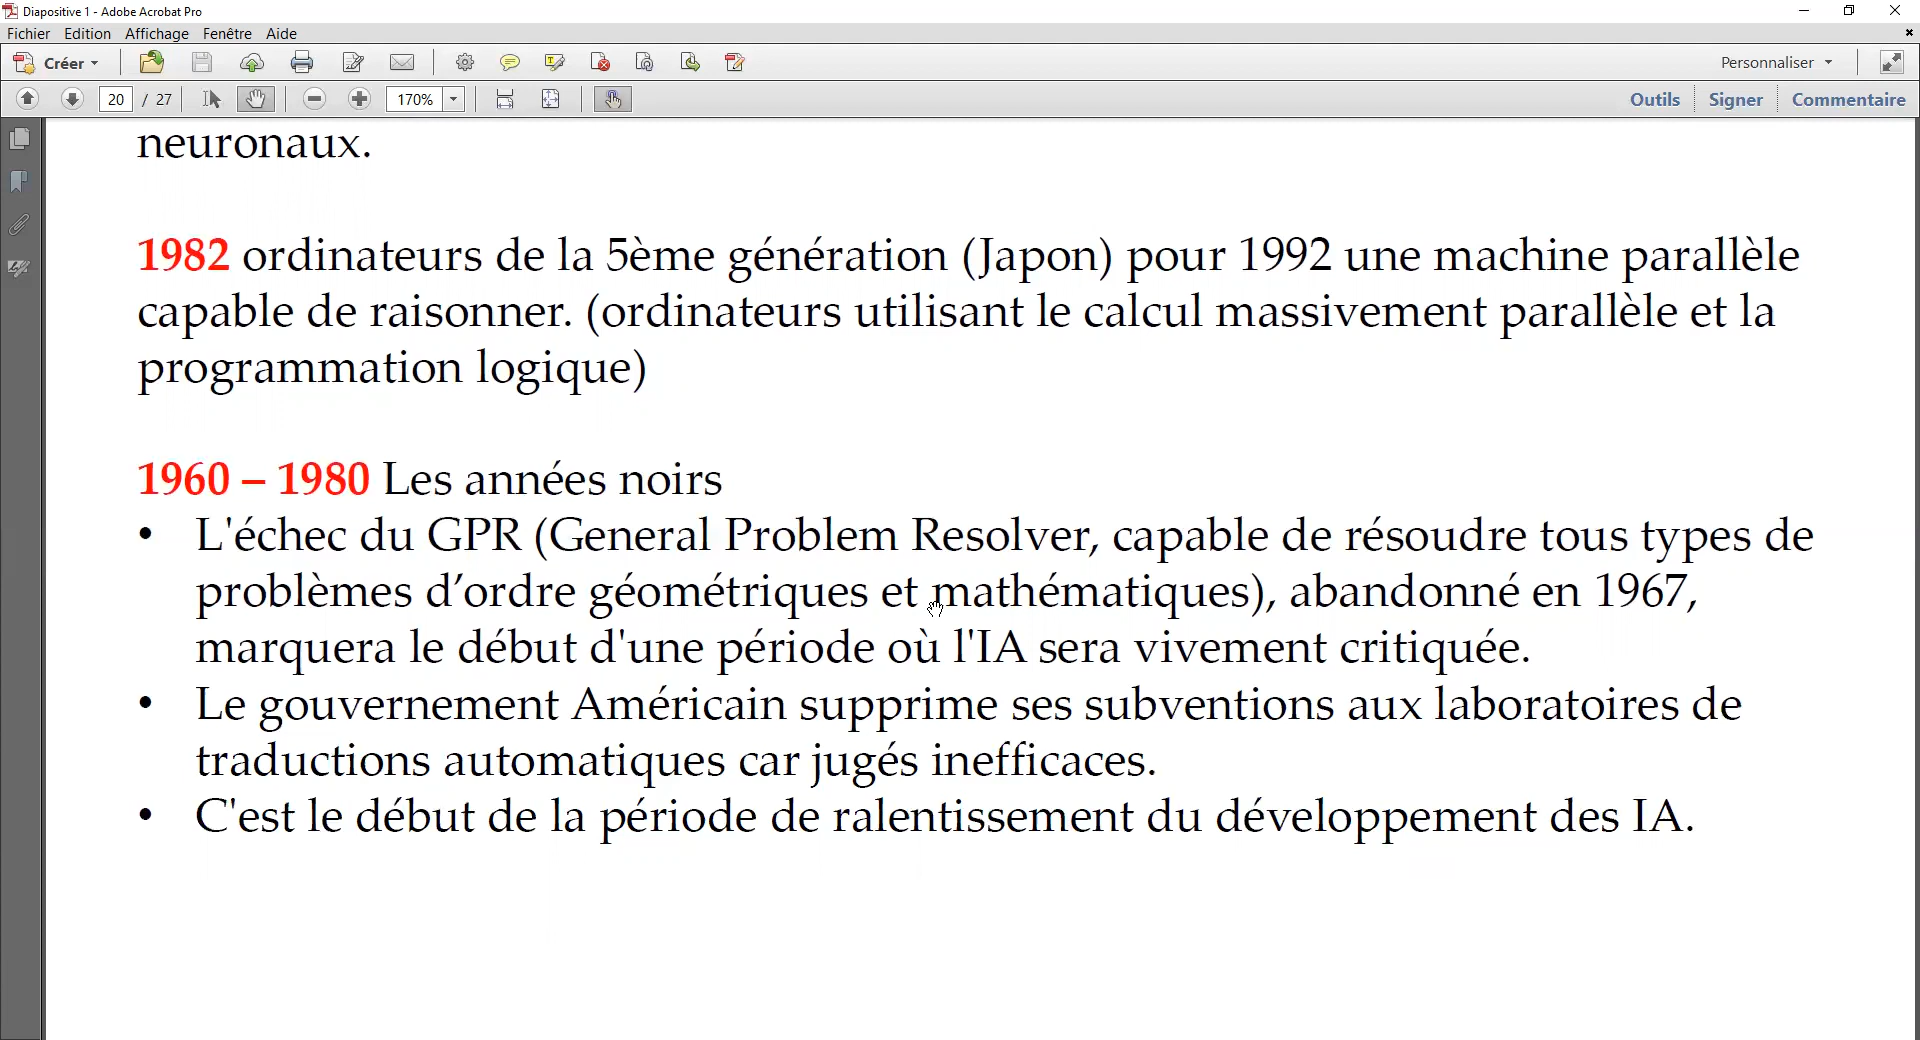 Diapositive 1 - Adobe Acrobat Pro
Fichier Edition Affichage Fenêtre Aide
Créer Personnaliser
20 / 27 170% Outils Signer Commentaire
neuronaux.
1982 ordinateurs de la 5ème génération (Japon) pour 1992 une machine parallèle
capable de raisonner. (ordinateurs utilisant le calcul massivement parallèle et la
programmation logique)
1960 – 1980 Les années noirs
• L'échec du GPR (General Problem Resolver, capable de résoudre tous types de
problèmes d’ordre géométriques et mathématiques), abandonné en 1967,
marquera le début d'une période où l'IA sera vivement critiquée.
• Le gouvernement Américain supprime ses subventions aux laboratoires de
traductions automatiques car jugés inefficaces.
• C'est le début de la période de ralentissement du développement des IA.